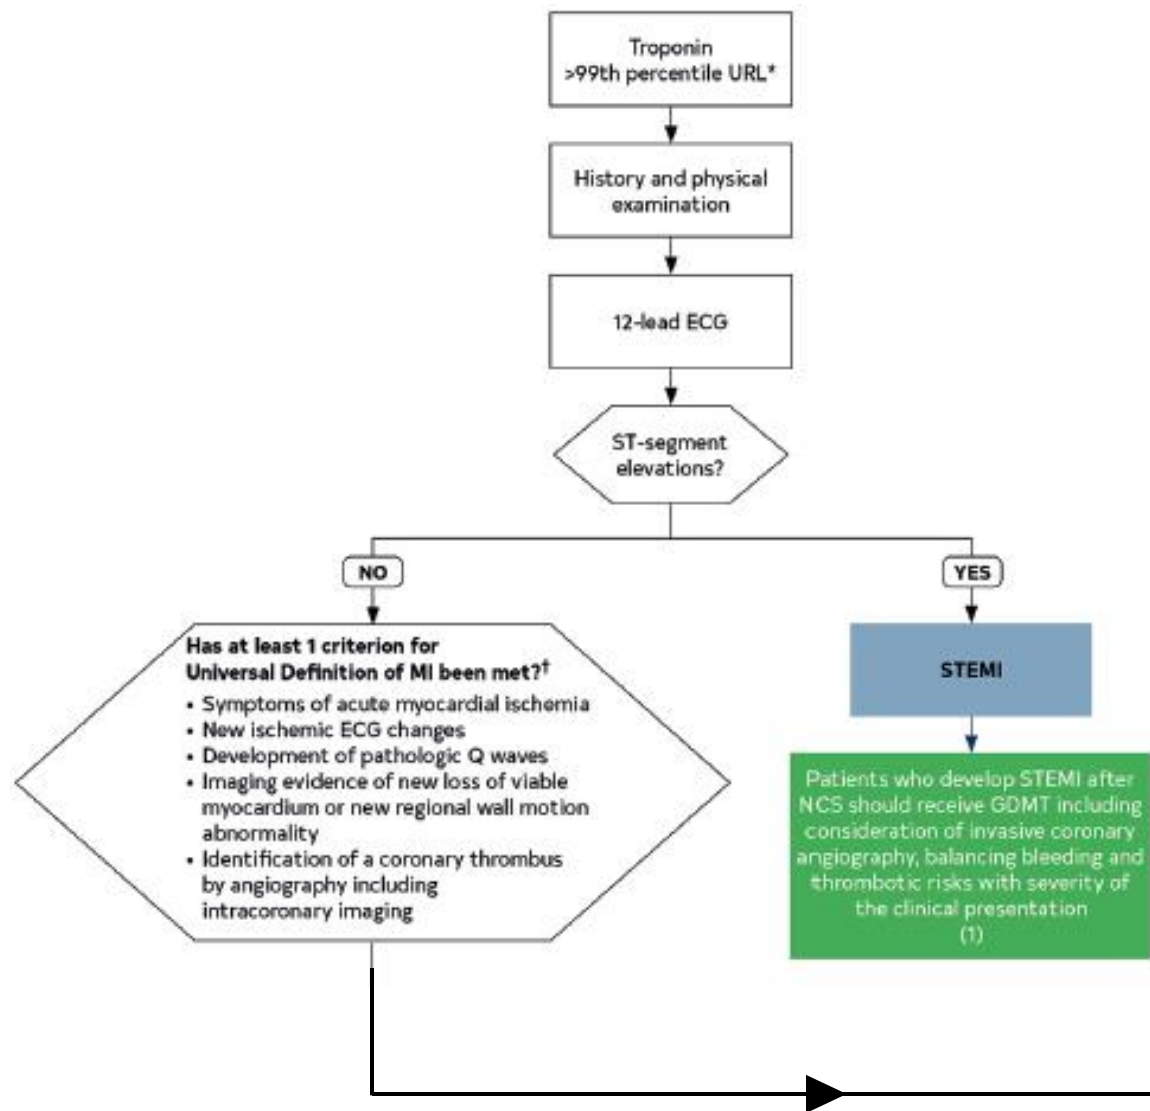 Troponin
>99th percentile URL*
History and physical
examination
12-lead ECG
ST-segment
elevations?
NO
YES
Has at least 1 criterion for
Universal Definition of MI been met?†
• Symptoms of acute myocardial ischemia
• New ischemic ECG changes
• Development of pathologic Q waves
• Imaging evidence of new loss of viable
myocardium or new regional wall motion
abnormality
• Identification of a coronary thrombus
by angiography including
intracoronary imaging
STEMI
Patients who develop STEMI after
NCS should receive GDMT including
consideration of invasive coronary
angiography, balancing bleeding and
thrombotic risks with severity of
the clinical presentation
(1)